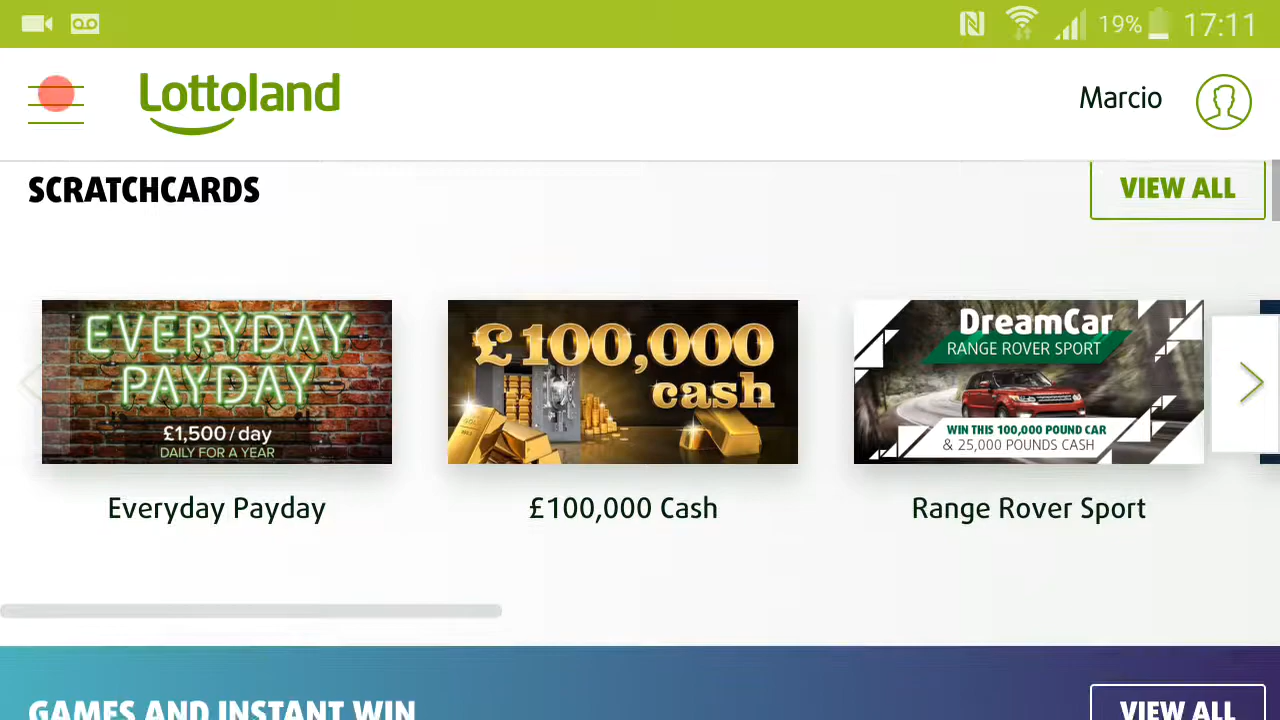 19% 17:11
Lottoland
Marcio
SCRATCHCARDS
VIEW ALL
EVERYDAY
PAYDAY
£1,500/day
DAILY FOR A YEAR
£100,000
cash
DreamCar
RANGE ROVER SPORT
WIN THIS 100,000 POUND CAR
& 25,000 POUNDS CASH
Everyday Payday
£100,000 Cash
Range Rover Sport
GAMES AND INSTANT WIN
VIEW ALL